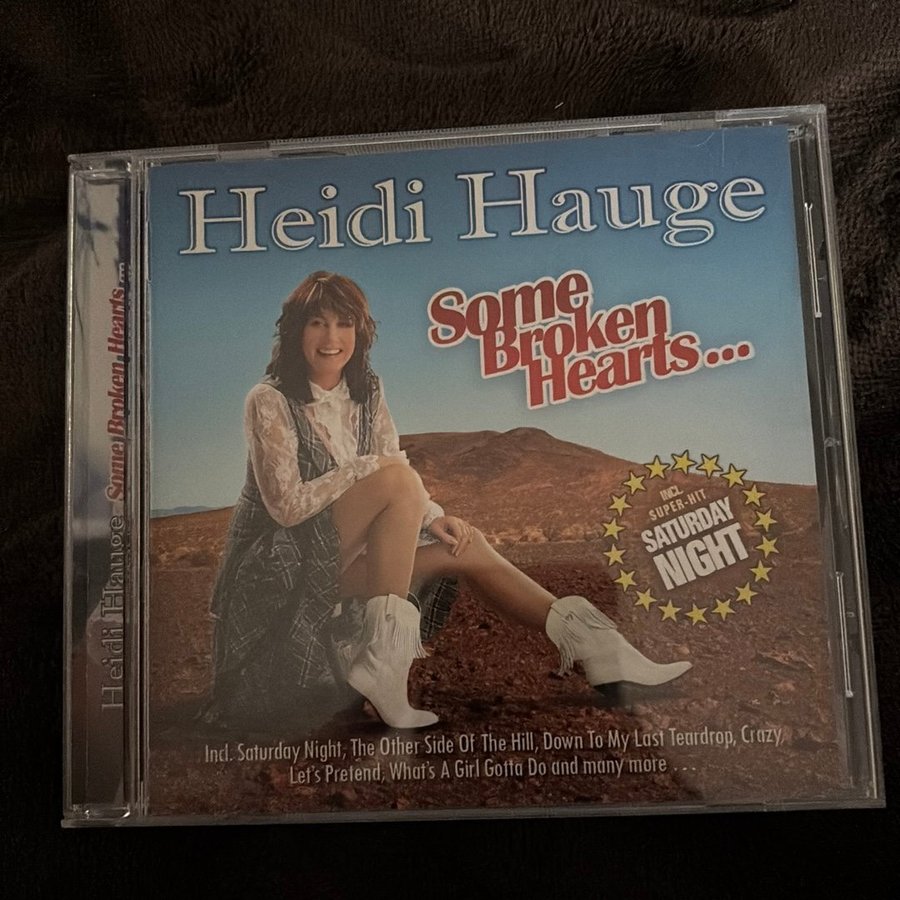 Heidi Hauge
Some
Broken
Hearts...
INCL.
SUPER-HIT
SATURDAY
NIGHT
Incl. Saturday Night, The Other Side Of The Hill, Down To My Last Teardrop, Crazy,
Let's Pretend, What's A Girl Gotta Do and many more . . .
Heidi Hauge Some Broken Hearts...